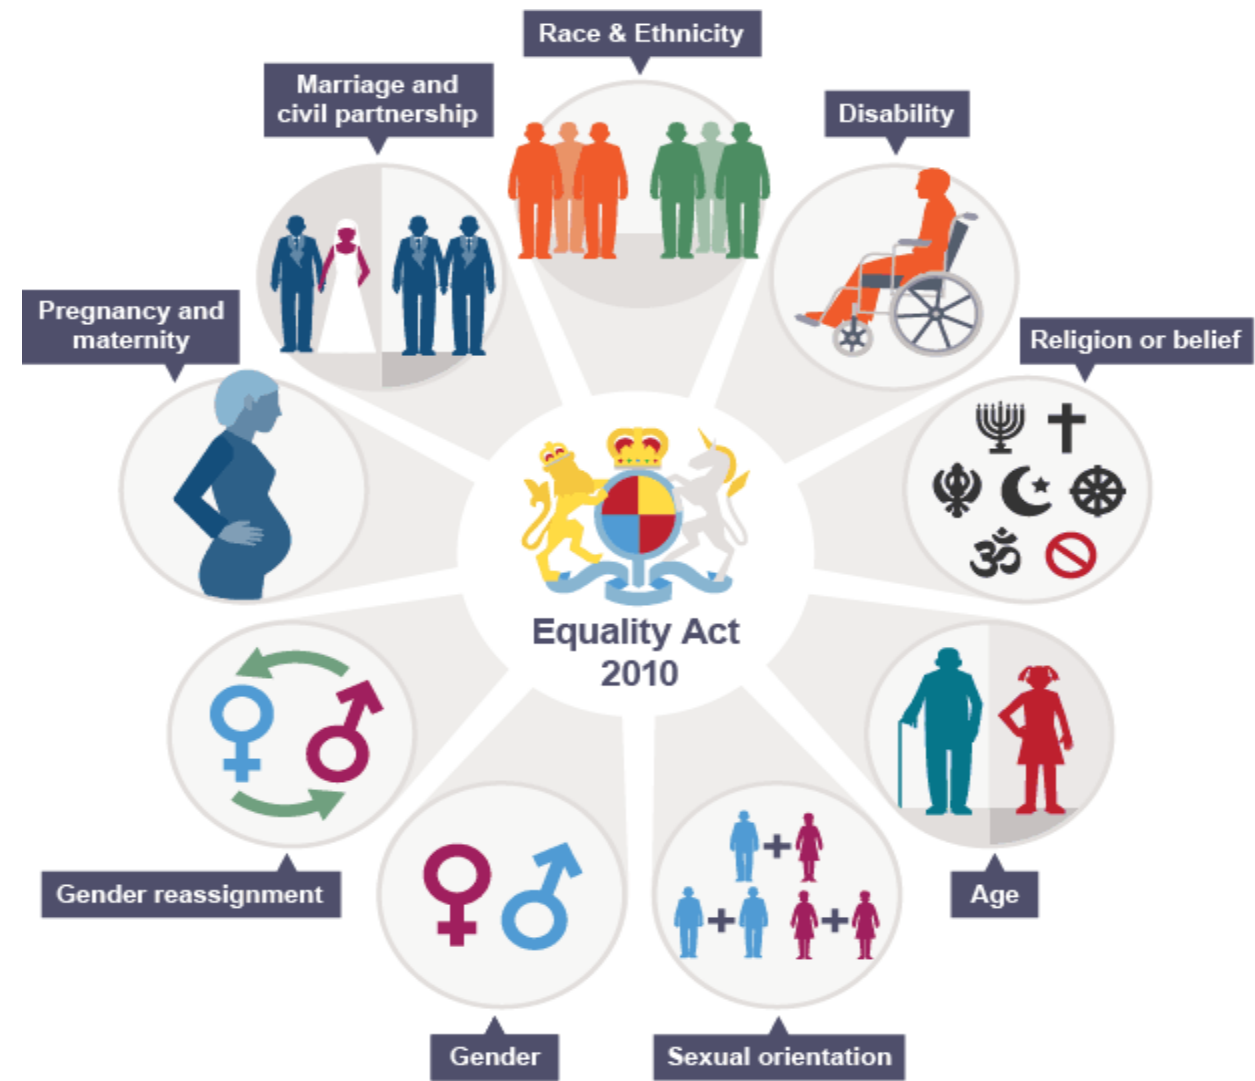 Race & Ethnicity
Marriage and
civil partnership
Disability
Pregnancy and
maternity
Religion or belief
Equality Act
2010
Gender reassignment
Age
Gender
Sexual orientation